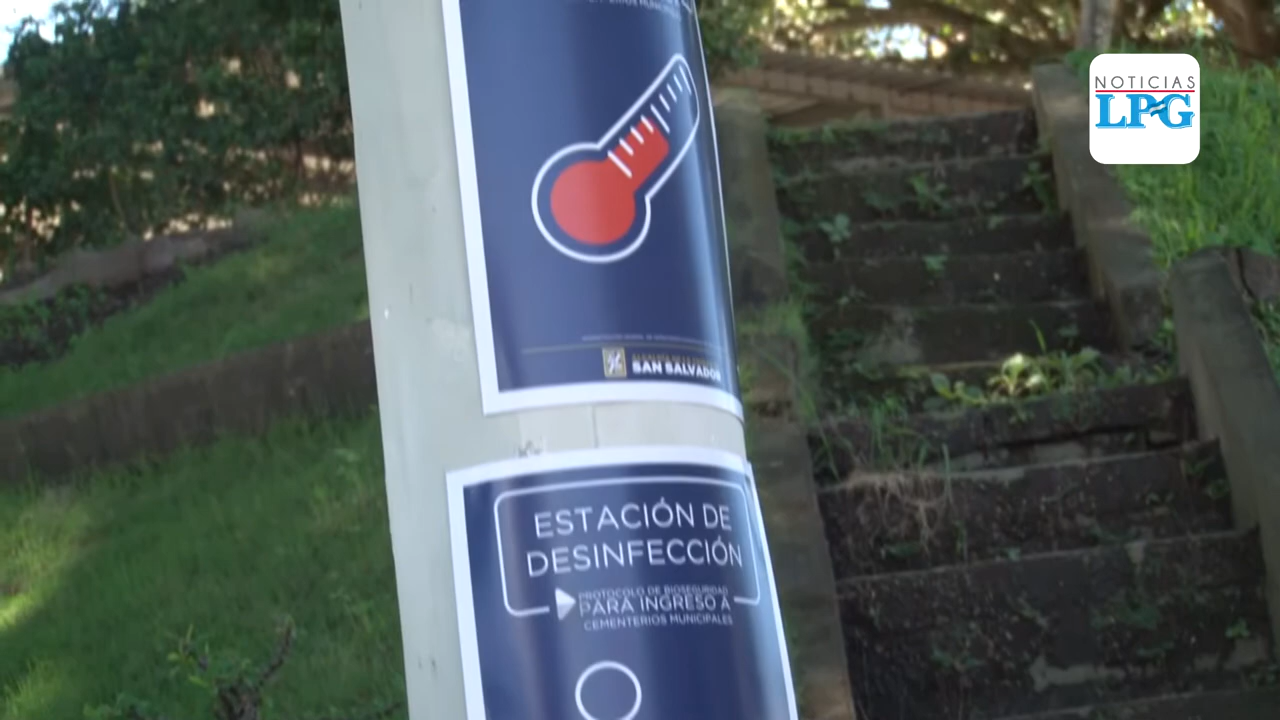 NOTICIAS
LPG
SAN SALVADOR
ESTACIÓN DE
DESINFECCIÓN
PROTOCOLO DE BIOSEGURIDAD
PARA INGRESO A
CEMENTERIOS MUNICIPALES